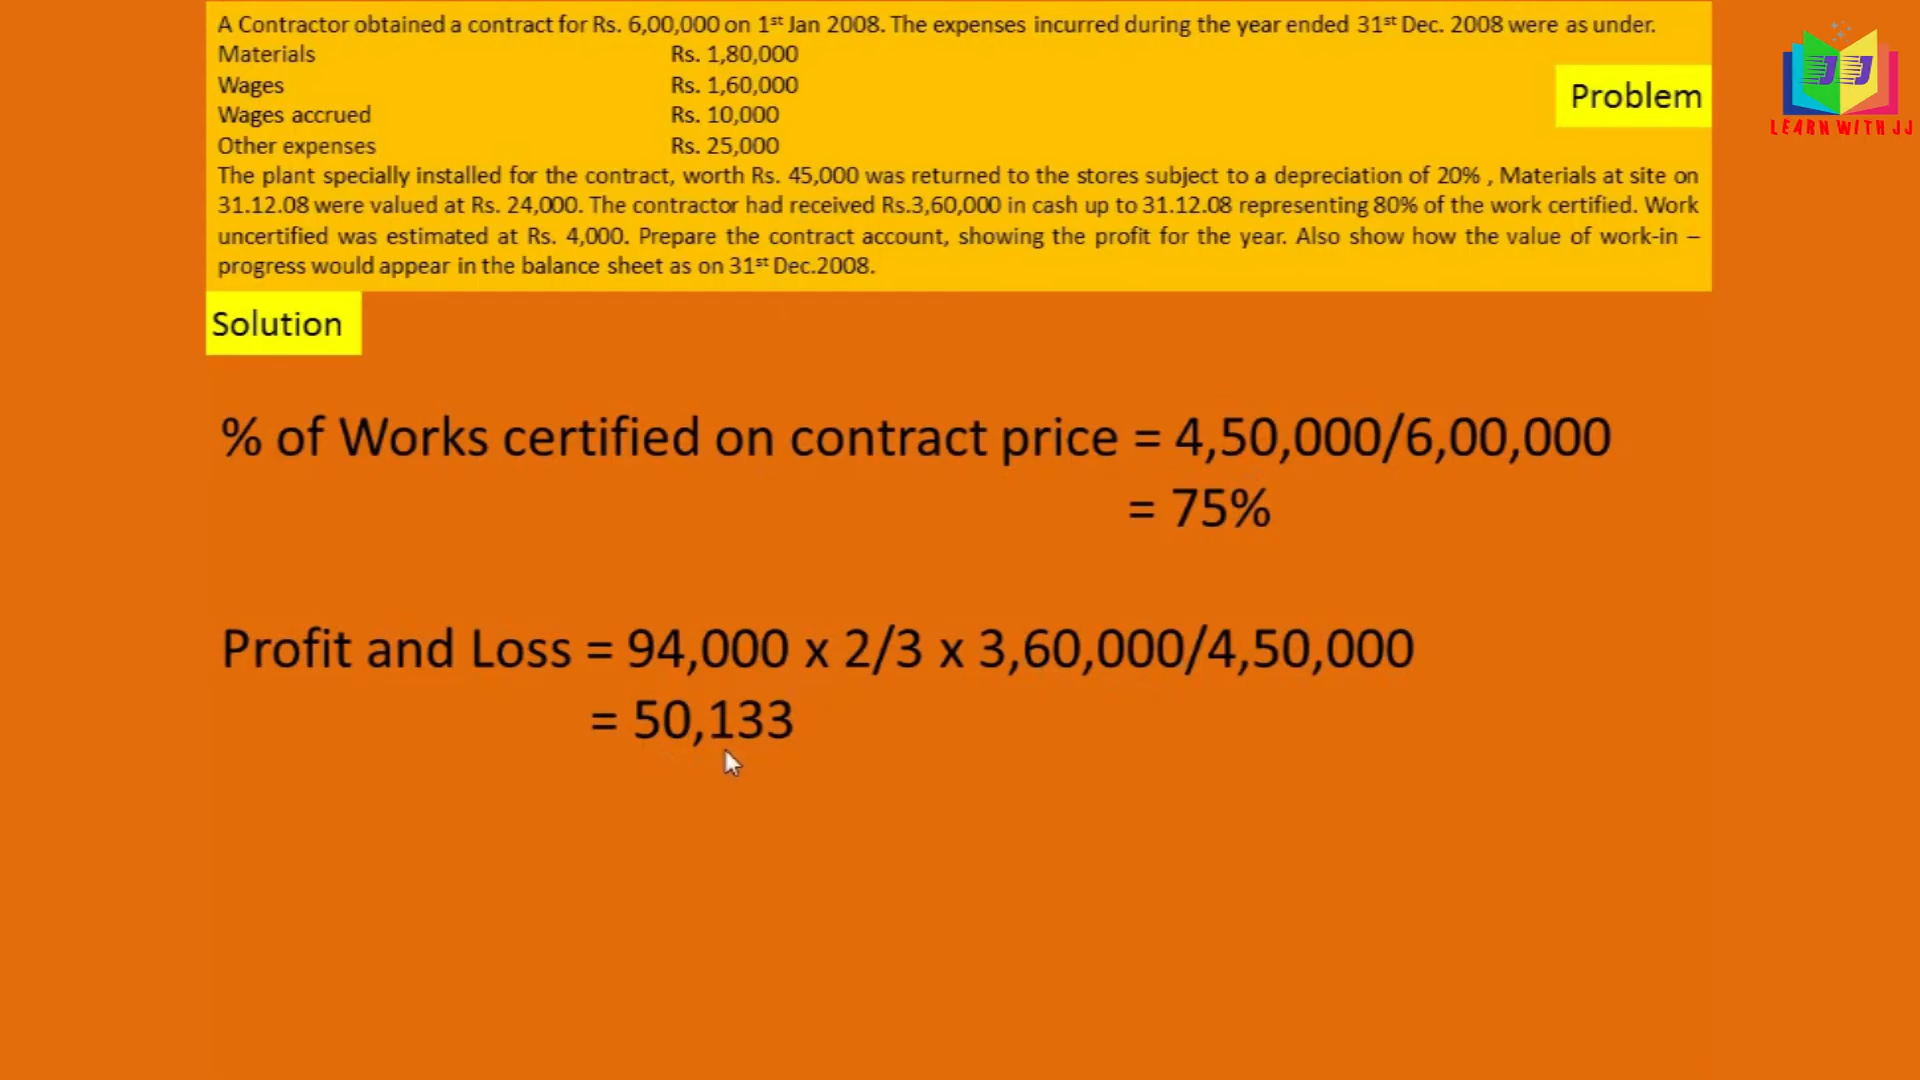 A Contractor obtained a contract for Rs. 6,00,000 on 1st Jan 2008. The expenses incurred during the year ended 31st Dec. 2008 were as under.
Materials Rs. 1,80,000
Wages Rs. 1,60,000
Wages accrued Rs. 10,000
Other expenses Rs. 25,000
The plant specially installed for the contract, worth Rs. 45,000 was returned to the stores subject to a depreciation of 20% , Materials at site on
31.12.08 were valued at Rs. 24,000. The contractor had received Rs.3,60,000 in cash up to 31.12.08 representing 80% of the work certified. Work
uncertified was estimated at Rs. 4,000. Prepare the contract account, showing the profit for the year. Also show how the value of work-in –
progress would appear in the balance sheet as on 31st Dec.2008.
Problem
JJ
LEARN WITH JJ
Solution
% of Works certified on contract price = 4,50,000/6,00,000
= 75%
Profit and Loss = 94,000 x 2/3 x 3,60,000/4,50,000
= 50,133